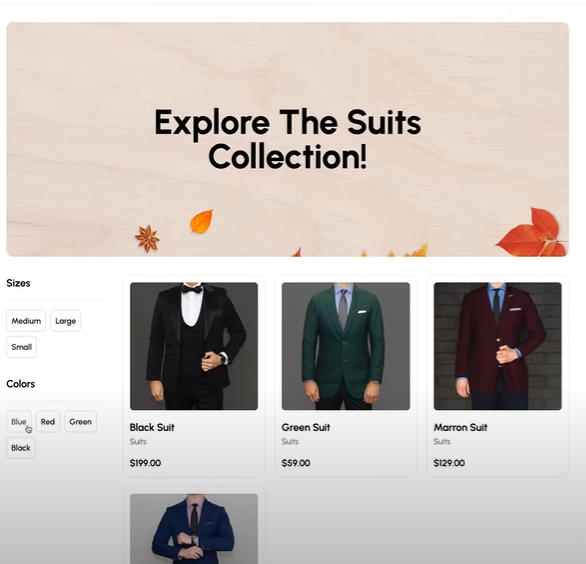 Explore The Suits
Collection!
Sizes
Medium
Large
Small
Colors
Blue
Red
Green
Black
Black Suit
Suits
$199.00
Green Suit
Suits
$59.00
Marron Suit
Suits
$129.00